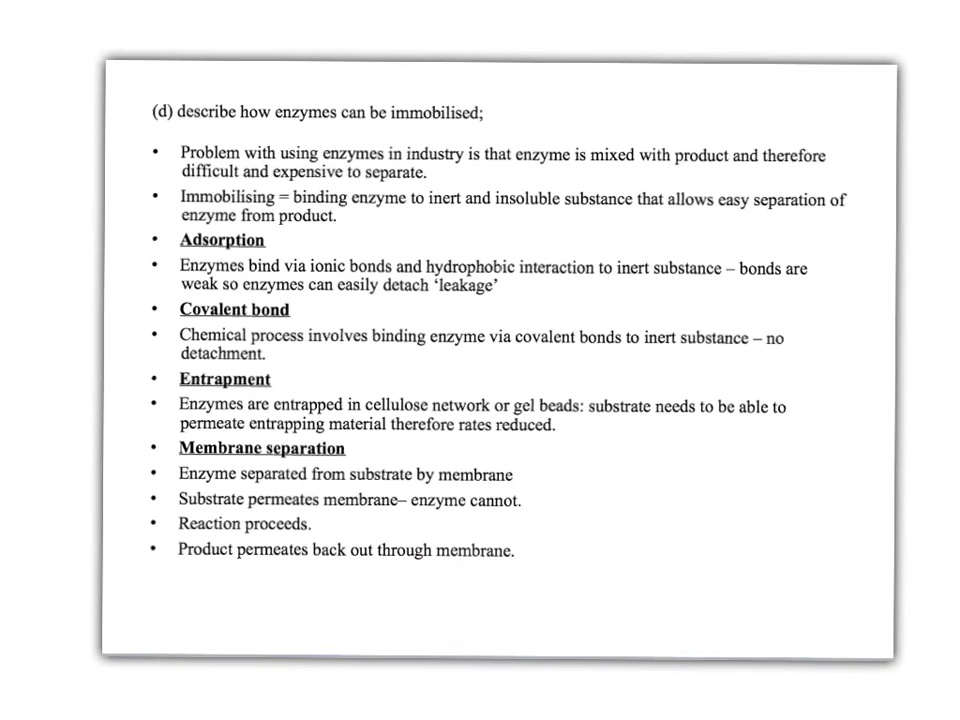 (d) describe how enzymes can be immobilised;
• Problem with using enzymes in industry is that enzyme is mixed with product and therefore
difficult and expensive to separate.
• Immobilising = binding enzyme to inert and insoluble substance that allows easy separation of
enzyme from product.
• Adsorption
• Enzymes bind via ionic bonds and hydrophobic interaction to inert substance – bonds are
weak so enzymes can easily detach ‘leakage’
• Covalent bond
• Chemical process involves binding enzyme via covalent bonds to inert substance – no
detachment.
• Entrapment
• Enzymes are entrapped in cellulose network or gel beads: substrate needs to be able to
permeate entrapping material therefore rates reduced.
• Membrane separation
• Enzyme separated from substrate by membrane
• Substrate permeates membrane– enzyme cannot.
• Reaction proceeds.
• Product permeates back out through membrane.